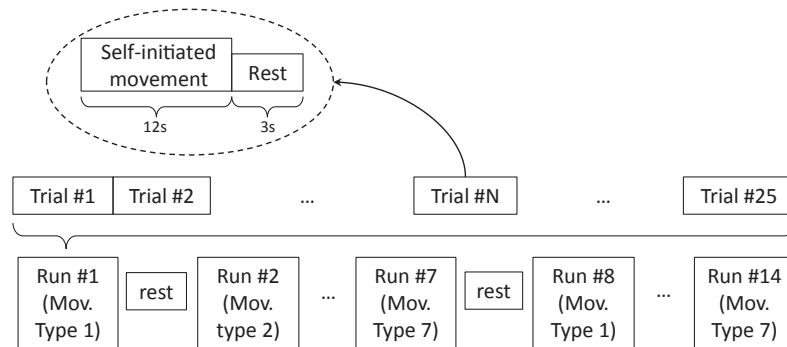 Self-initiated
movement
Rest
12s
3s
Trial #1
Trial #2
...
Trial #N
...
Trial #25
Run #1
(Mov.
Type 1)
rest
Run #2
(Mov.
type 2)
...
Run #7
(Mov.
Type 7)
rest
Run #8
(Mov.
Type 1)
...
Run #14
(Mov.
Type 7)